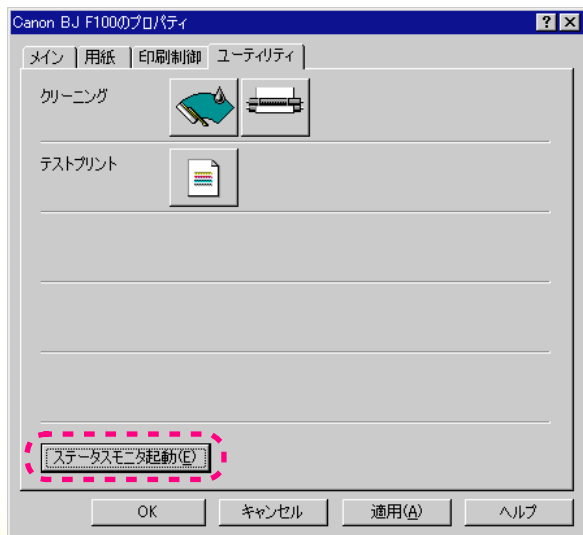 Canon BJ F100のプロパティ
メイン 用紙 印刷制御 ユーティリティ
クリーニング
テストプリント
ステータスモニタ起動(E)
OK キャンセル 適用(A) ヘルプ